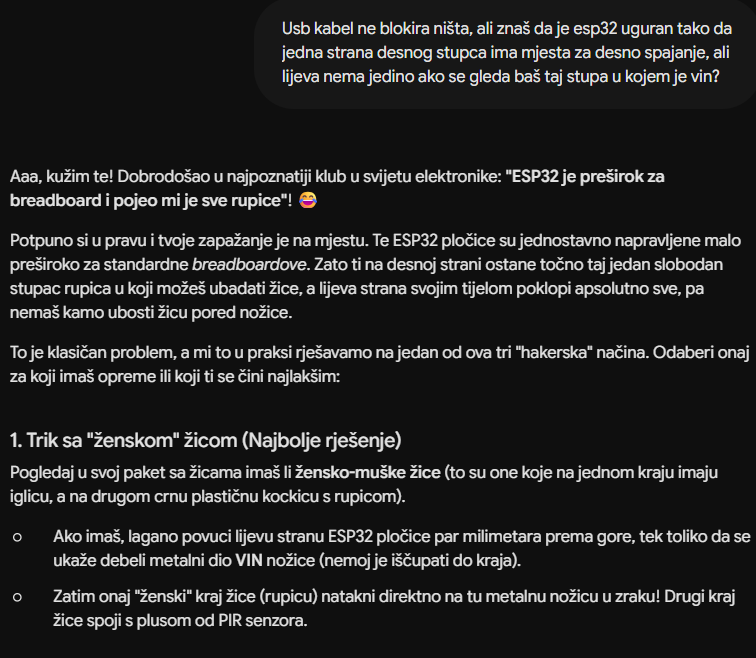 Usb kabel ne blokira ništa, ali znaš da je esp32 uguran tako da
jedna strana desnog stupca ima mjesta za desno spajanje, ali
lijeva nema jedino ako se gleda baš taj stupa u kojem je vin?
Aaa, kužim te! Dobrodošao u najpoznatiji klub u svijetu elektronike: "ESP32 je preširok za
breadboard i pojeo mi je sve rupice"! 😂
Potpuno si u pravu i tvoje zapažanje je na mjestu. Te ESP32 pločice su jednostavno napravljene malo
preširoko za standardne breadboardove. Zato ti na desnoj strani ostane točno taj jedan slobodan
stupac rupica u koji možeš ubadati žice, a lijeva strana svojim tijelom poklopi apsolutno sve, pa
nemaš kamo ubosti žicu pored nožice.
To je klasičan problem, a mi to u praksi rješavamo na jedan od ova tri "hakerska" načina. Odaberi onaj
za koji imaš opreme ili koji ti se čini najlakšim:
1. Trik sa "ženskom" žicom (Najbolje rješenje)
Pogledaj u svoj paket sa žicama imaš li žensko-muške žice (to su one koje na jednom kraju imaju
iglicu, a na drugom crnu plastičnu kockicu s rupicom).
○ Ako imaš, lagano povuci lijevu stranu ESP32 pločice par milimetara prema gore, tek toliko da se
ukaže debeli metalni dio VIN nožice (nemoj je iščupati do kraja).
○ Zatim onaj "ženski" kraj žice (rupicu) natakni direktno na tu metalnu nožicu u zraku! Drugi kraj
žice spoji s plusom od PIR senzora.